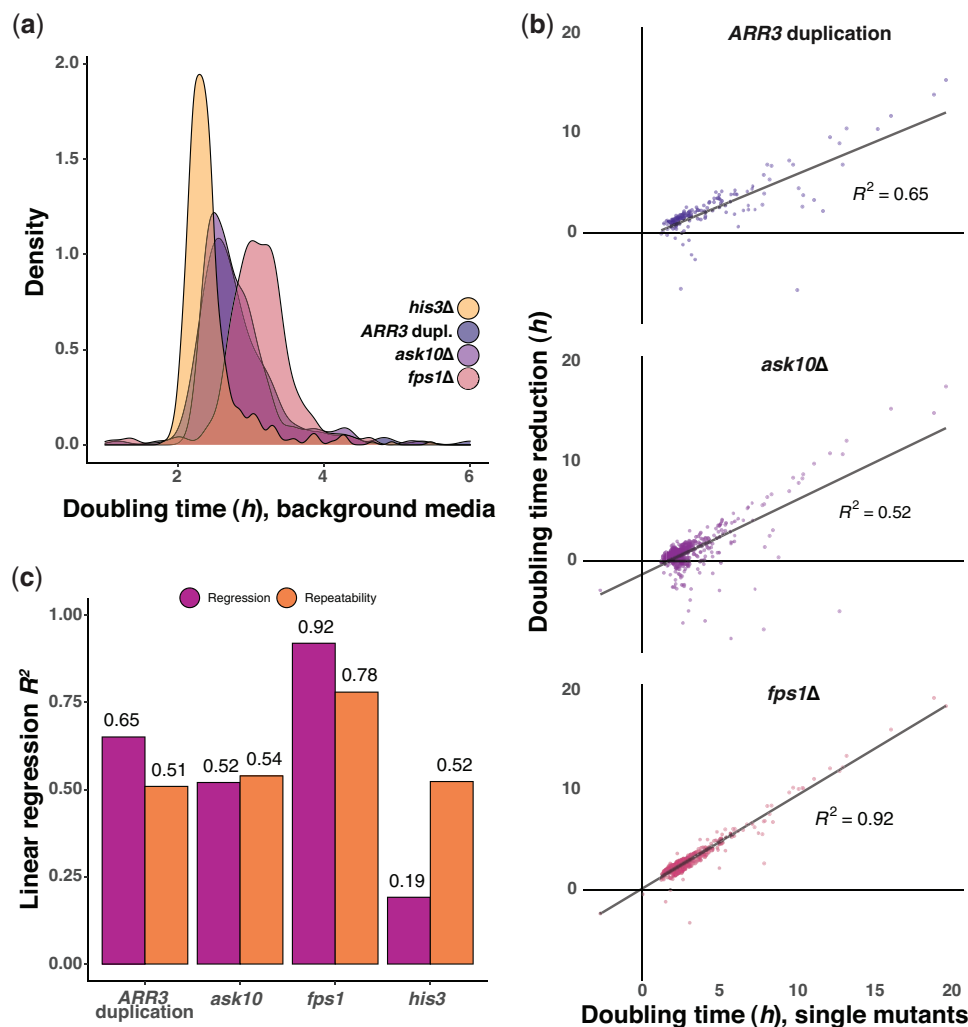 (a)
2.0
1.5
1.0
0.5
0.0
Density
his3Δ
ARR3 dupl.
ask10Δ
fps1Δ
2
4
6
Doubling time (h), background media
(b)
ARR3 duplication
20
10
0
R² = 0.65
ask10Δ
20
10
0
R² = 0.52
fps1Δ
20
10
0
R² = 0.92
Doubling time reduction (h)
0
5
10
15
20
Doubling time (h), single mutants
(c)
Regression
Repeatability
1.00
0.75
0.50
0.25
0.00
Linear regression R²
0.65
0.51
0.52
0.54
0.92
0.78
0.19
0.52
ARR3
duplication
ask10
fps1
his3